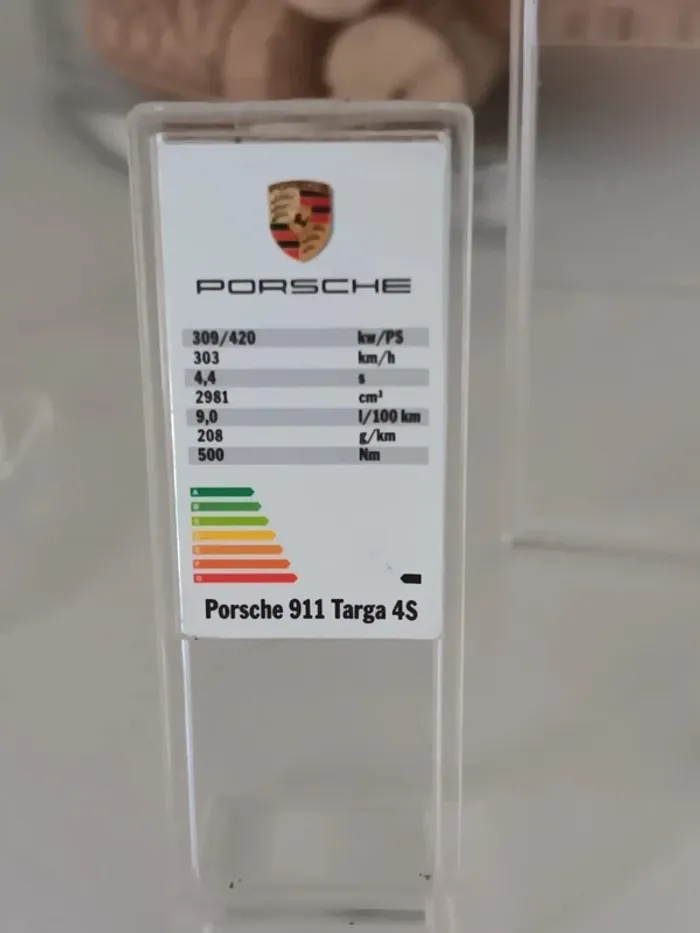 PORSCHE
309/420 kw/PS
303 km/h
4,4 s
2981 cm³
9,0 l/100 km
208 g/km
500 Nm
A
G
Porsche 911 Targa 4S